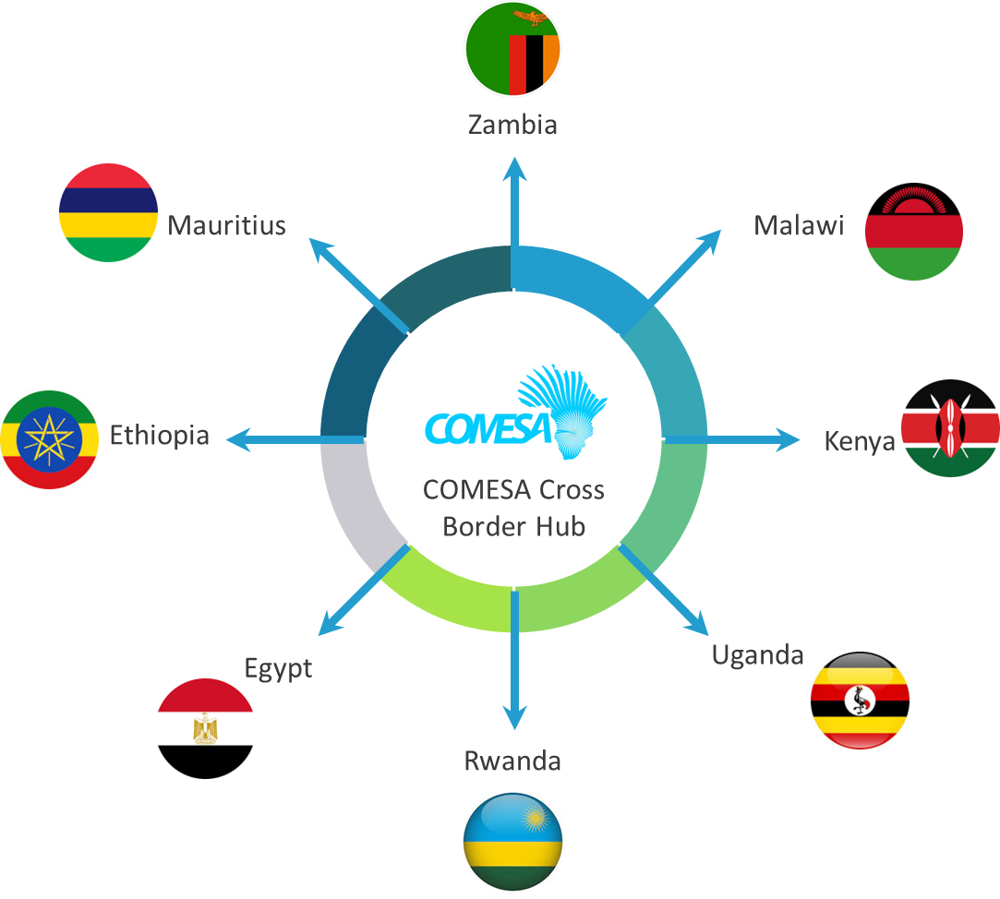 Zambia
Mauritius
Malawi
Ethiopia
Kenya
COMESA
COMESA Cross
Border Hub
Uganda
Egypt
Rwanda